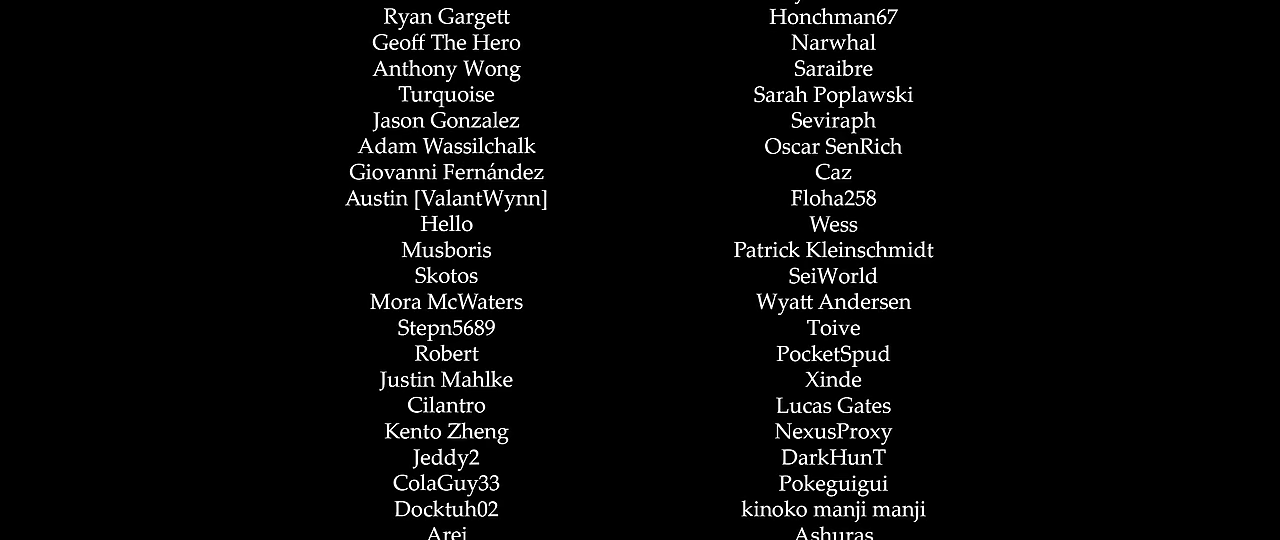 Ryan Gargett
Geoff The Hero
Anthony Wong
Turquoise
Jason Gonzalez
Adam Wassilchalk
Giovanni Fernández
Austin [ValantWynn]
Hello
Musboris
Skotos
Mora McWaters
Stepn5689
Robert
Justin Mahlke
Cilantro
Kento Zheng
Jeddy2
ColaGuy33
Docktuh02
Arei
Honchman67
Narwhal
Saraibre
Sarah Poplawski
Seviraph
Oscar SenRich
Caz
Floha258
Wess
Patrick Kleinschmidt
SeiWorld
Wyatt Andersen
Toive
PocketSpud
Xinde
Lucas Gates
NexusProxy
DarkHunT
Pokeguigui
kinoko manji manji
Ashuras